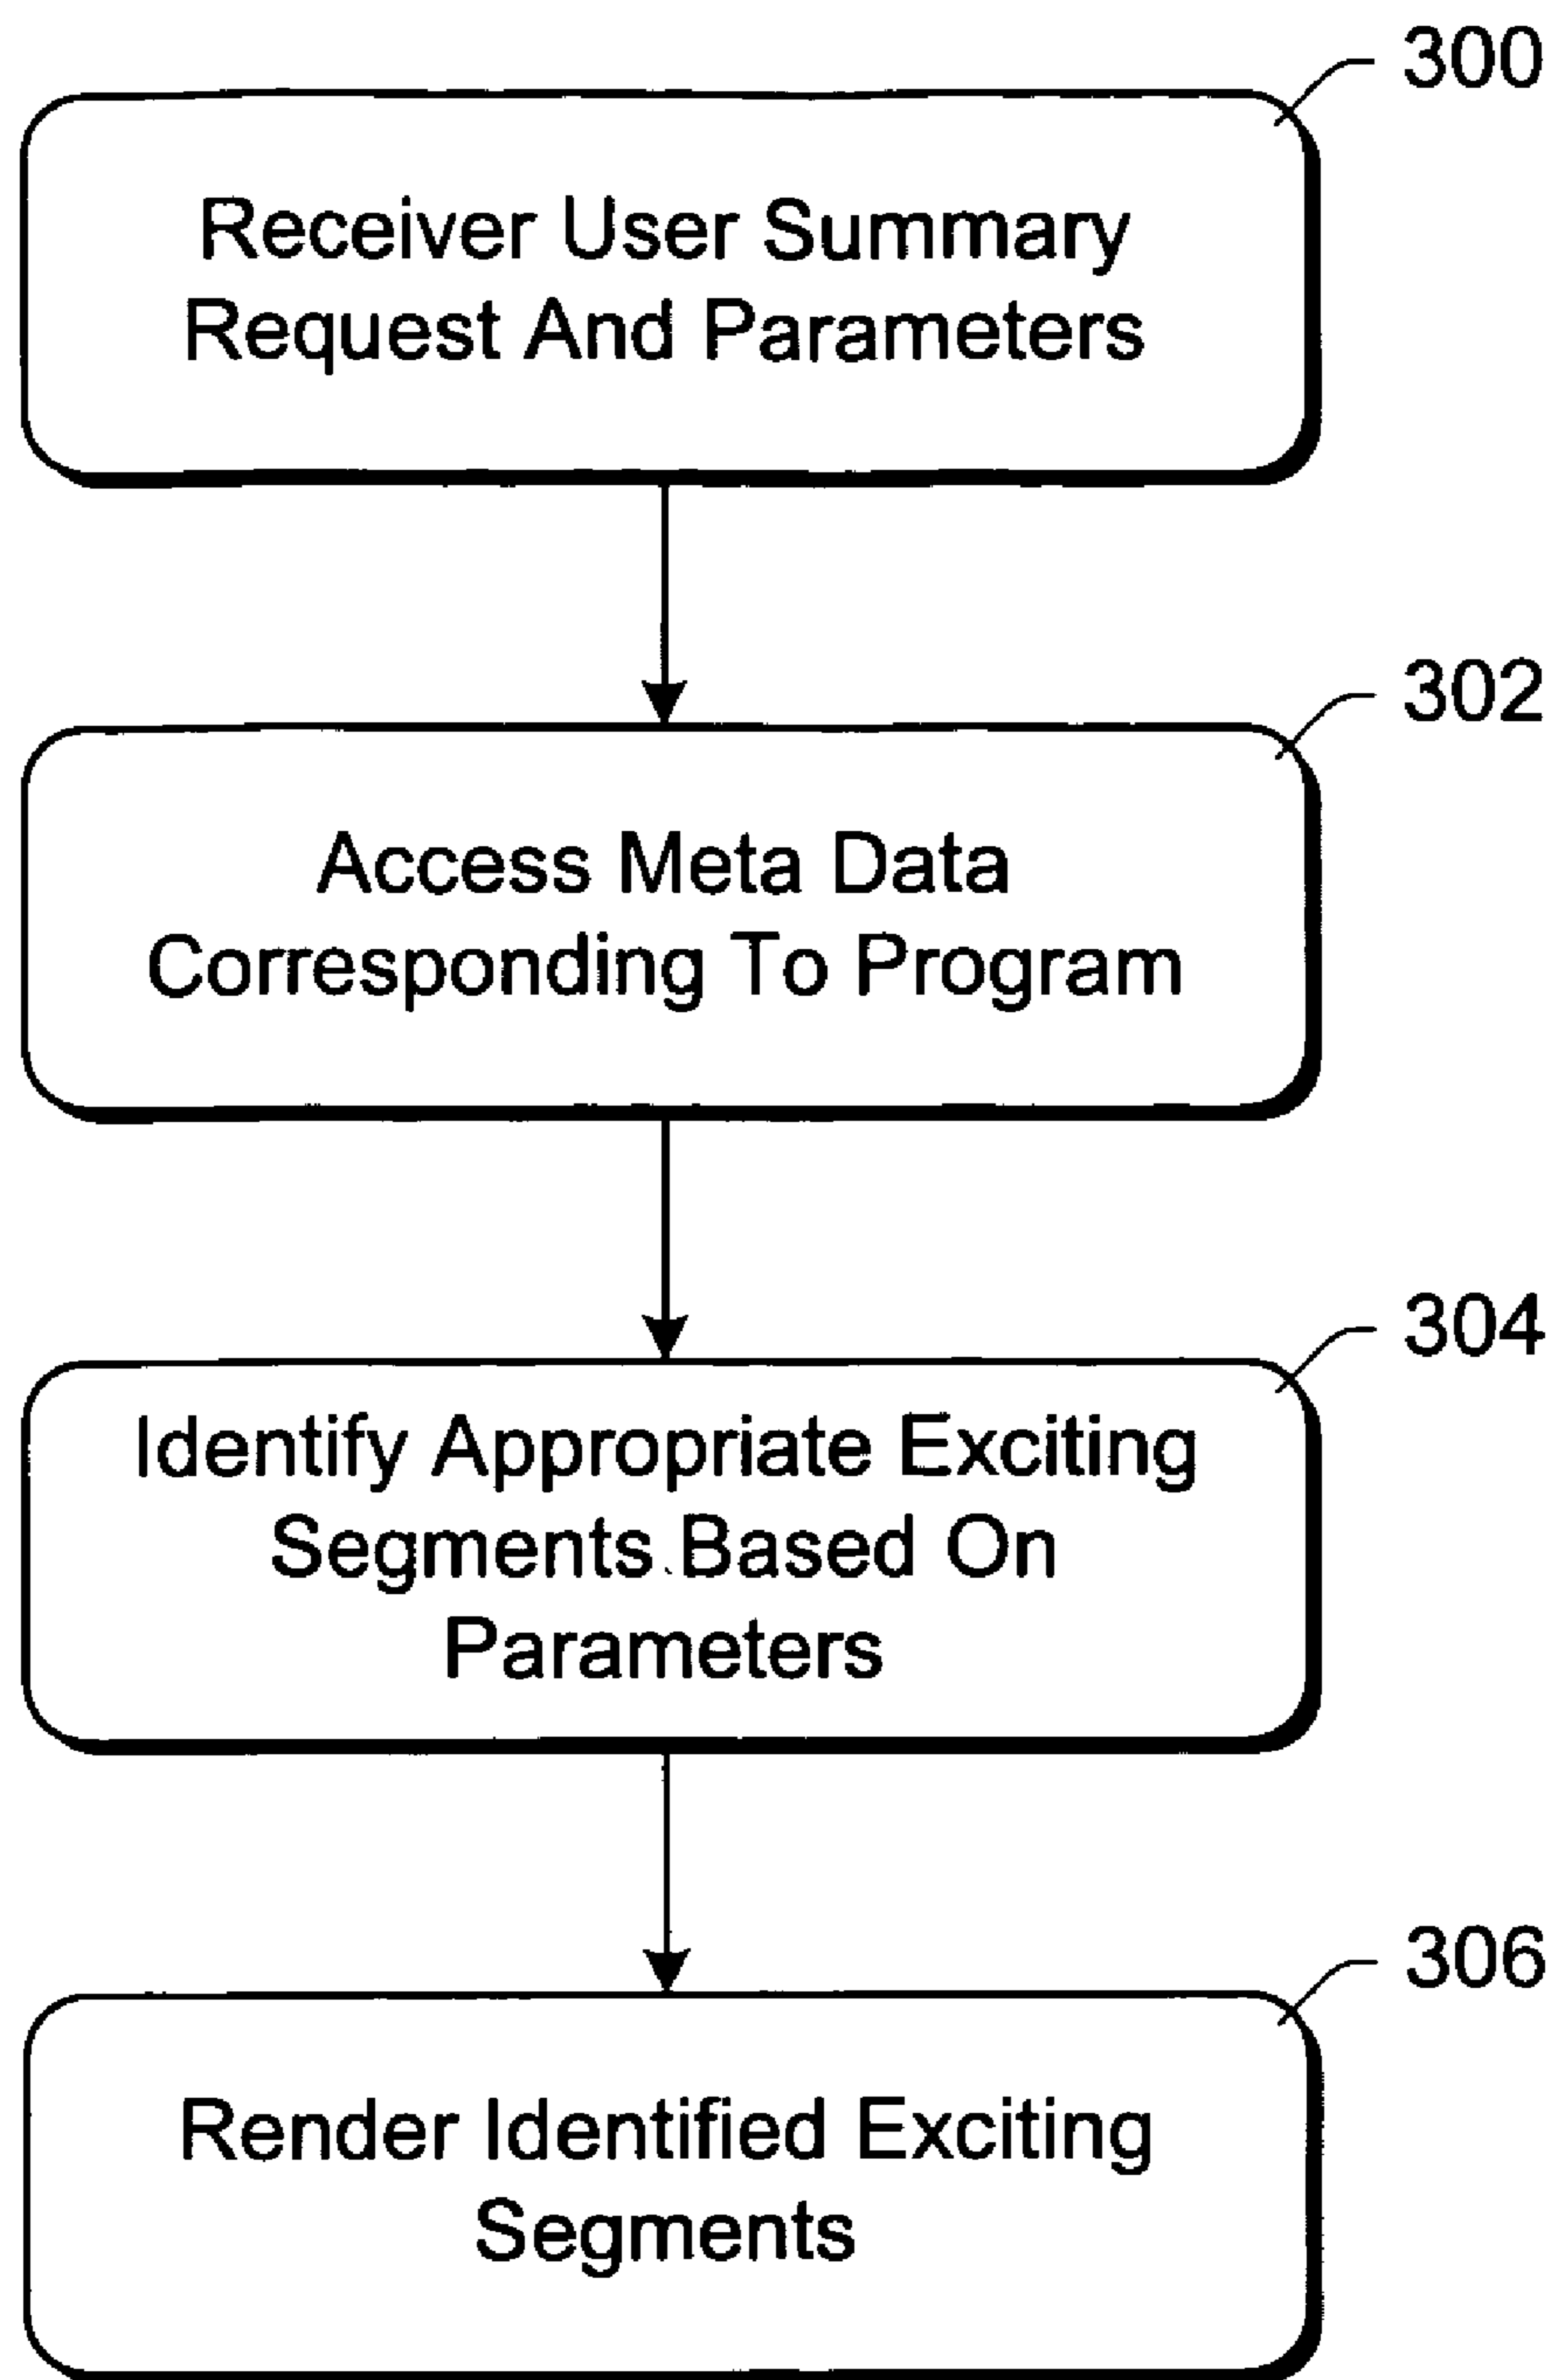 300
Receiver User Summary
Request And Parameters
302
Access Meta Data
Corresponding To Program
304
Identify Appropriate Exciting
Segments Based On
Parameters
306
Render Identified Exciting
Segments